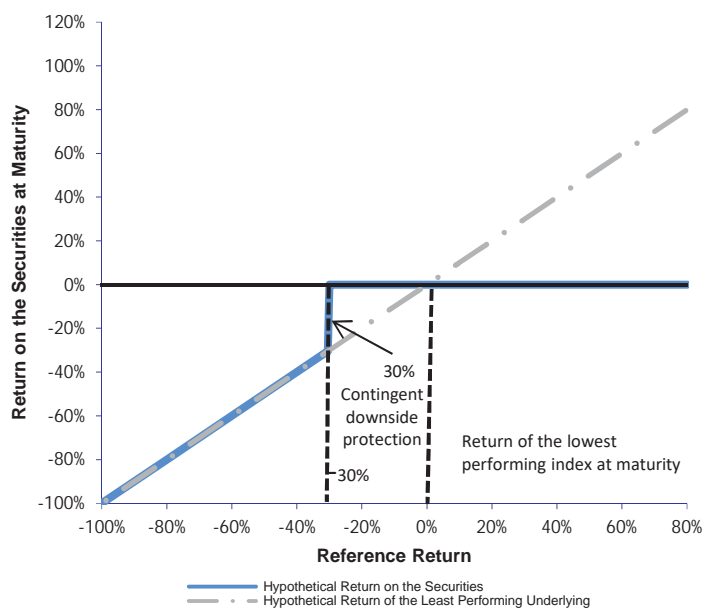 120%
100%
80%
60%
40%
20%
0%
-20%
-40%
-60%
-80%
-100%
Return on the Securities at Maturity
30%
Contingent
downside
protection
-30%
Return of the lowest
performing index at maturity
-100% -80% -60% -40% -20% 0% 20% 40% 60% 80%
Reference Return
Hypothetical Return on the Securities
Hypothetical Return of the Least Performing Underlying